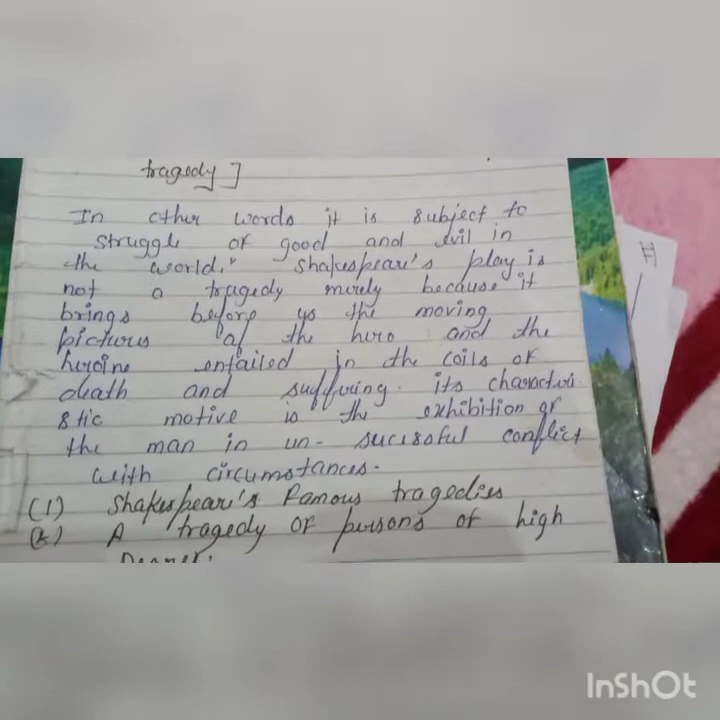 tragedy ]
In other words it is subject to
struggle of good and evil in
the world." Shakespear's play is
not a tragedy merely because it
brings before us the moving
pictures of the hero and the
heroine entailed in the coils of
death and suffering. its character
stic motive is the exhibition of
the man in un- sucessful conflict
with circumstances.
(1) Shakespear's Famous tragedies
A tragedy of persons of high
H
InShOt